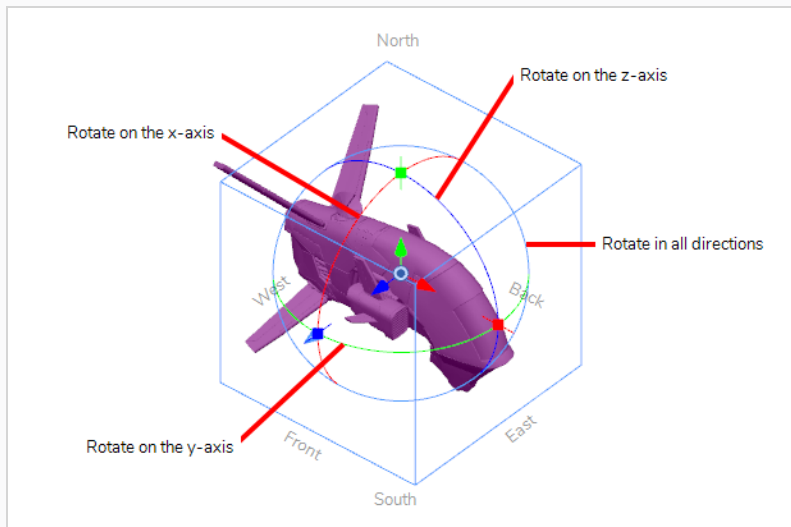 North
Rotate on the z-axis
Rotate on the x-axis
Rotate in all directions
West
Back
Rotate on the y-axis
Front
East
South